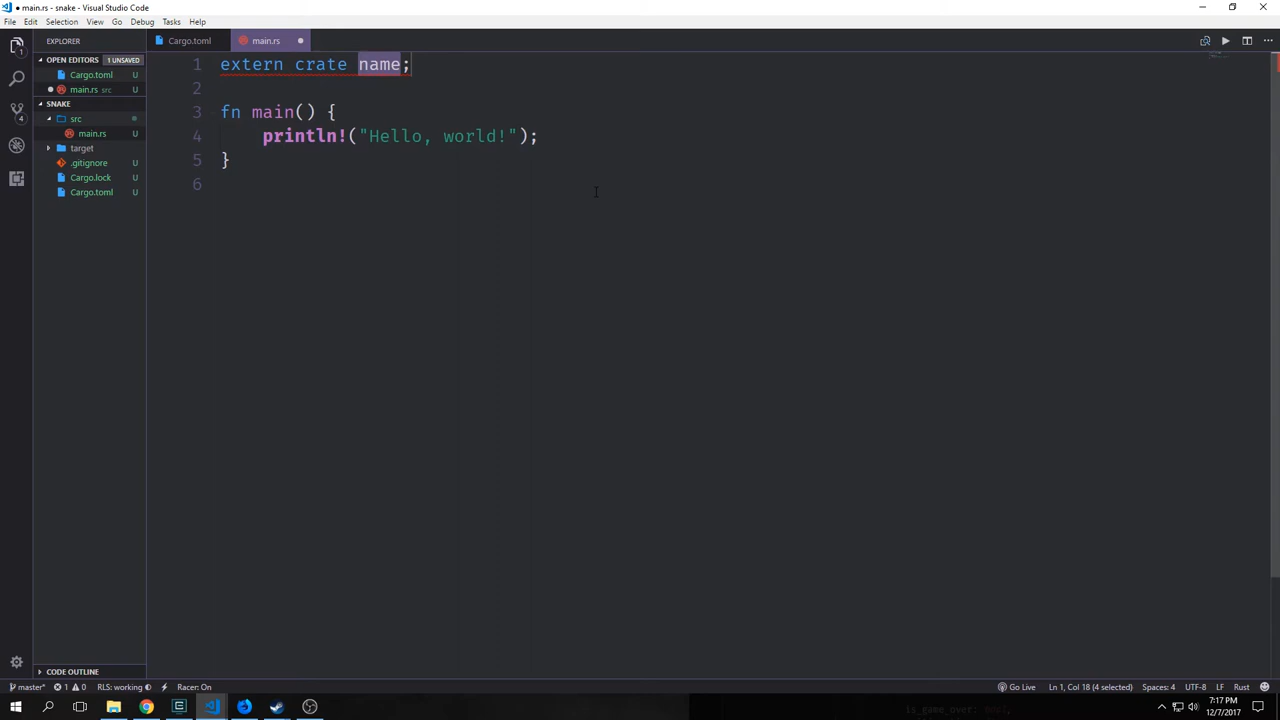 ● main.rs - snake - Visual Studio Code
File Edit Selection View Go Debug Tasks Help
EXPLORER
Cargo.toml
main.rs ●
OPEN EDITORS 1 UNSAVED
Cargo.toml U
● main.rs src U
SNAKE
src
main.rs U
target
.gitignore U
Cargo.lock U
Cargo.toml U
1
4
1 extern crate name;
2
3 fn main() {
4 println!("Hello, world!");
5 }
6
CODE OUTLINE
master* 1 0 RLS: working Racer: On
Go Live Ln 1, Col 18 (4 selected) Spaces: 4 UTF-8 LF Rust
is_game_over: bool,
7:17 PM
12/7/2017